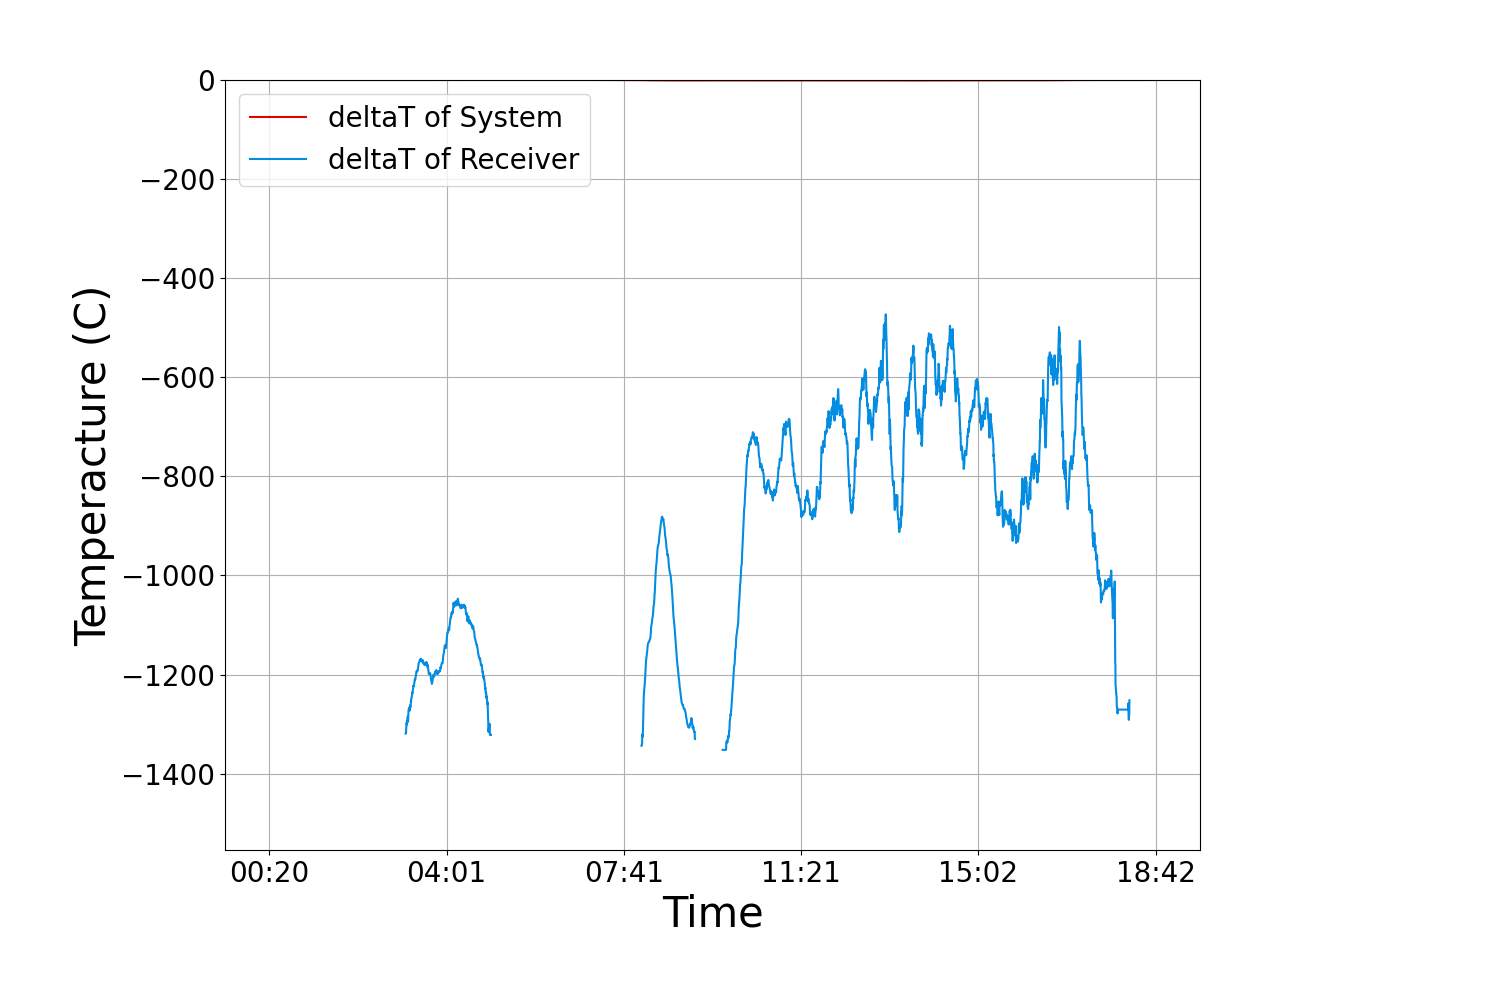 deltaT of System
deltaT of Receiver
0
−200
−400
−600
−800
−1000
−1200
−1400
Temperacture (C)
00:20 04:01 07:41 11:21 15:02 18:42
Time